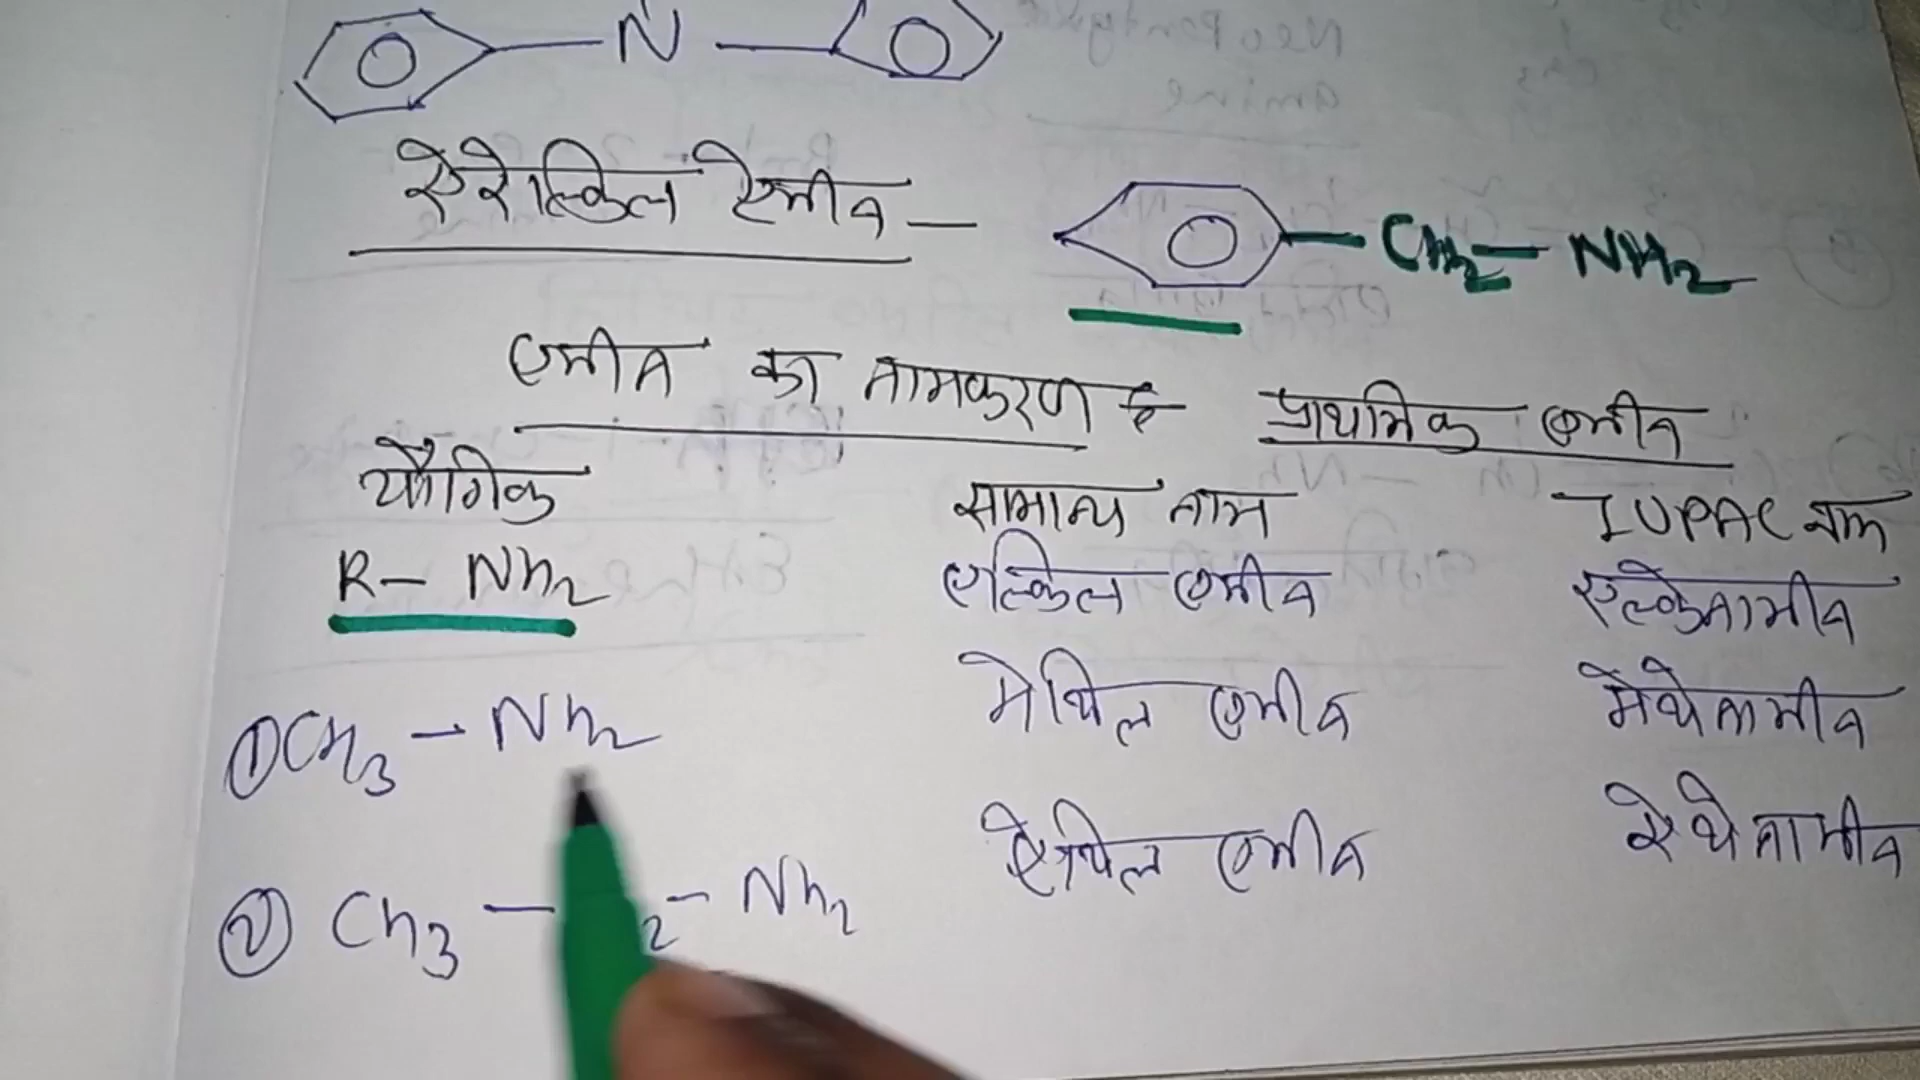 N
ऐरेल्किल ऐमीन — CH2 — NH2
एमीन का नामकरण ÷ प्राथमिक एमीन
यौगिक सामान्य नाम IUPAC नाम
R — Nh2 एल्किल एमीन एल्केनामीन
① CH3 — Nh2 मेथिल एमीन मेथेनामीन
② Ch3 — 2 — Nh2 ऐथिल एमीन ऐथेनामीन